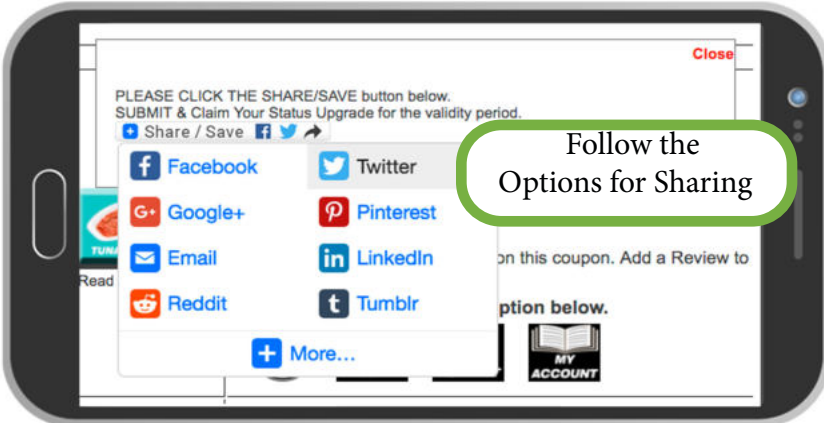 Close
PLEASE CLICK THE SHARE/SAVE button below.
SUBMIT & Claim Your Status Upgrade for the validity period.
Share / Save
Facebook
Twitter
Google+
Pinterest
Email
LinkedIn
Reddit
Tumblr
More...
Follow the
Options for Sharing
TUNA
on this coupon. Add a Review to
Read
ption below.
MY
ACCOUNT